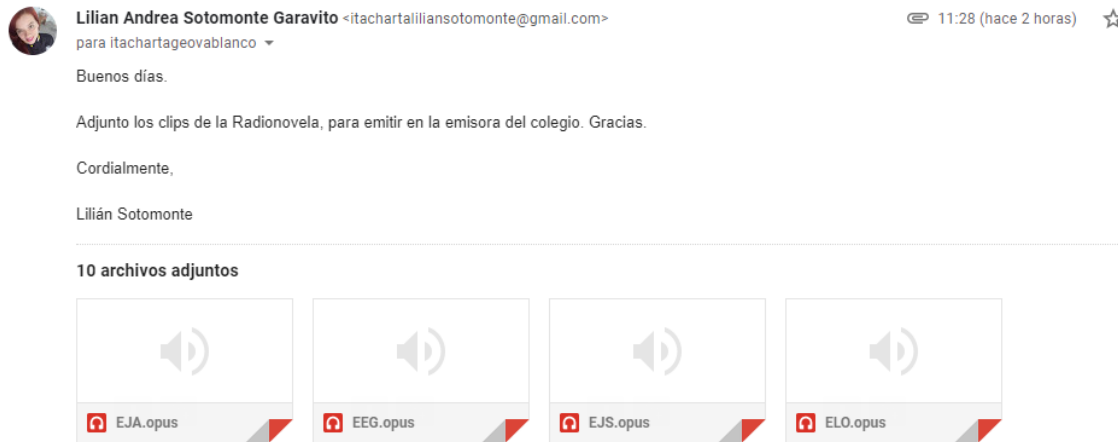 Lilian Andrea Sotomonte Garavito <itachartaliliansotomonte@gmail.com> 11:28 (hace 2 horas)
para itachartageovablanco
Buenos días.
Adjunto los clips de la Radionovela, para emitir en la emisora del colegio. Gracias.
Cordialmente,
Lilián Sotomonte
10 archivos adjuntos
EJA.opus EEG.opus EJS.opus ELO.opus